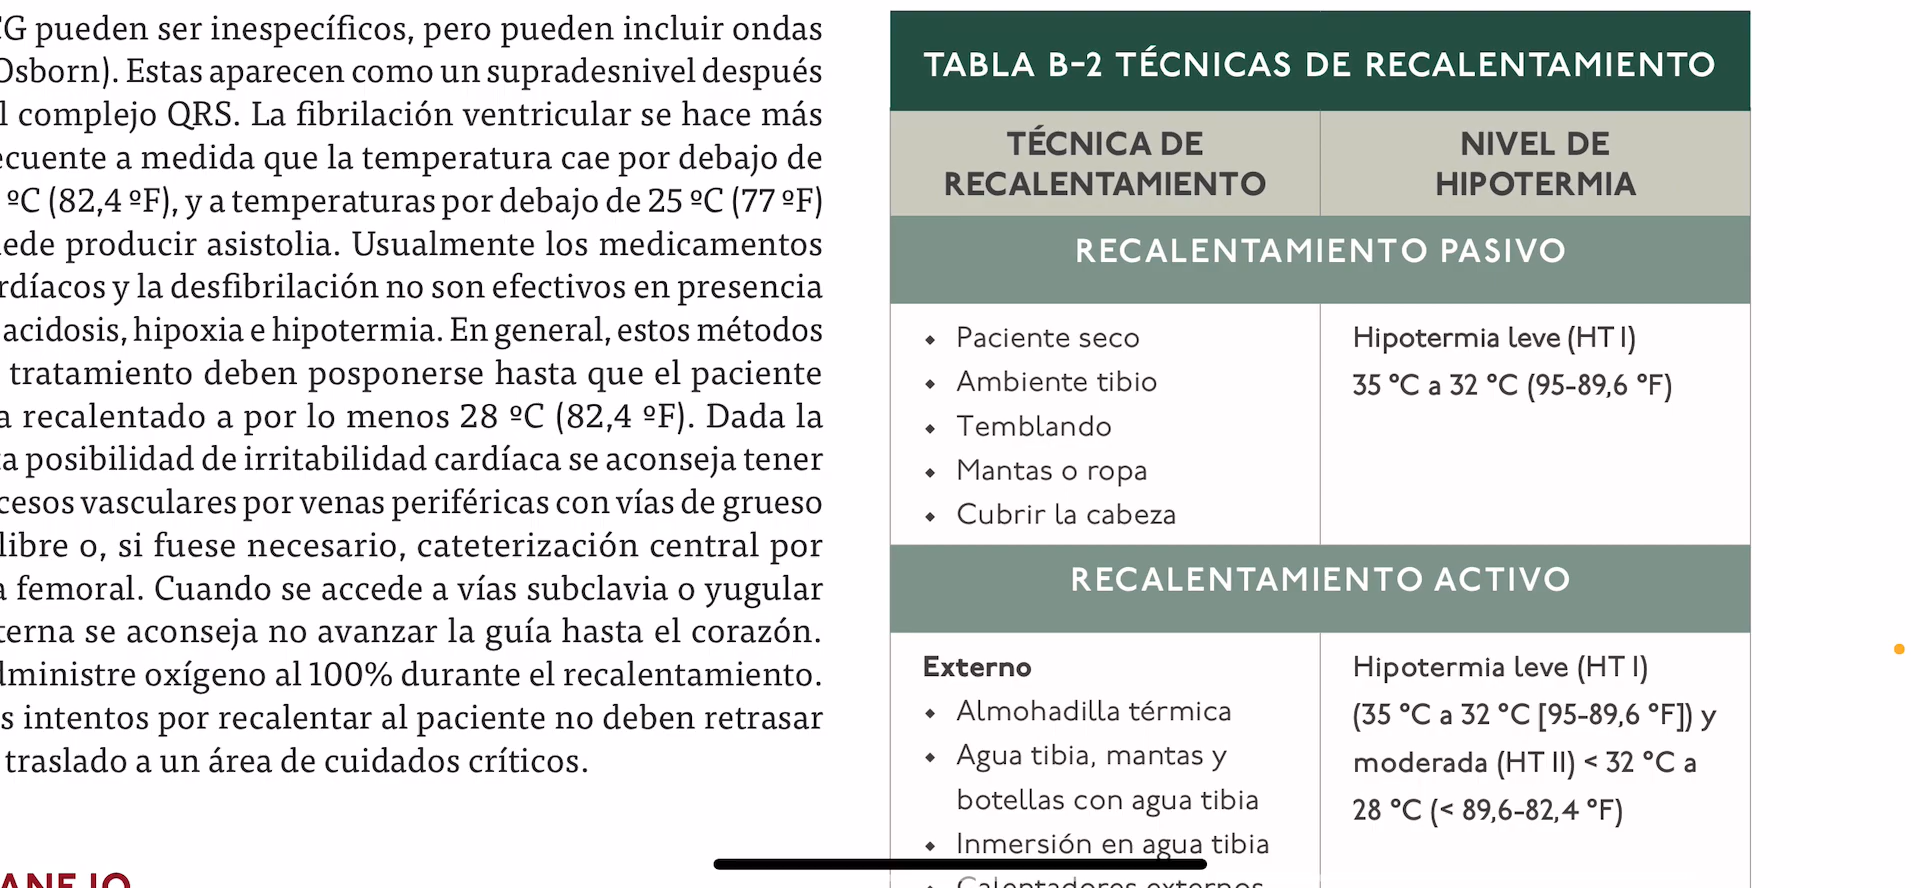 CG pueden ser inespecíficos, pero pueden incluir ondas
Osborn). Estas aparecen como un supradesnivel después
l complejo QRS. La fibrilación ventricular se hace más
ecuente a medida que la temperatura cae por debajo de
ºC (82,4 ºF), y a temperaturas por debajo de 25 ºC (77 ºF)
ede producir asistolia. Usualmente los medicamentos
rdíacos y la desfibrilación no son efectivos en presencia
acidosis, hipoxia e hipotermia. En general, estos métodos
tratamiento deben posponerse hasta que el paciente
a recalentado a por lo menos 28 ºC (82,4 ºF). Dada la
ta posibilidad de irritabilidad cardíaca se aconseja tener
cesos vasculares por venas periféricas con vías de grueso
libre o, si fuese necesario, cateterización central por
a femoral. Cuando se accede a vías subclavia o yugular
terna se aconseja no avanzar la guía hasta el corazón.
dministre oxígeno al 100% durante el recalentamiento.
s intentos por recalentar al paciente no deben retrasar
traslado a un área de cuidados críticos.
ANEJO
TABLA B-2 TÉCNICAS DE RECALENTAMIENTO
TÉCNICA DE
RECALENTAMIENTO
NIVEL DE
HIPOTERMIA
RECALENTAMIENTO PASIVO
⬥ Paciente seco
⬥ Ambiente tibio
⬥ Temblando
⬥ Mantas o ropa
⬥ Cubrir la cabeza
Hipotermia leve (HT I)
35 °C a 32 °C (95-89,6 °F)
RECALENTAMIENTO ACTIVO
Externo
⬥ Almohadilla térmica
⬥ Agua tibia, mantas y
botellas con agua tibia
⬥ Inmersión en agua tibia
⬥ Calentadores externos
Hipotermia leve (HT I)
(35 °C a 32 °C [95-89,6 °F]) y
moderada (HT II) < 32 °C a
28 °C (< 89,6-82,4 °F)